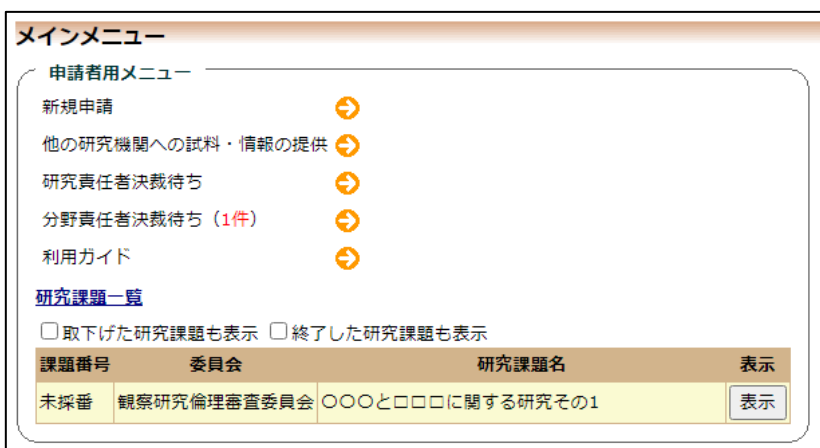 メインメニュー
申請者用メニュー
新規申請
他の研究機関への試料・情報の提供
研究責任者決裁待ち
分野責任者決裁待ち（1件）
利用ガイド
研究課題一覧
取下げた研究課題も表示 終了した研究課題も表示
課題番号 委員会 研究課題名 表示
未採番 観察研究倫理審査委員会 〇〇〇と□□□に関する研究その1 表示